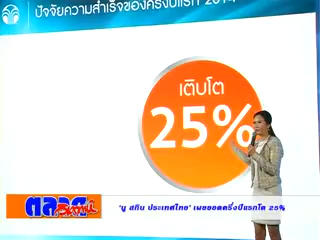 ปัจจัยความสำเร็จของครึ่งปีแรก 2014
เติบโต
25%
ตลาด
'นู สกิน ประเทศไทย' เผยยอดครึ่งปีแรกโต 25%